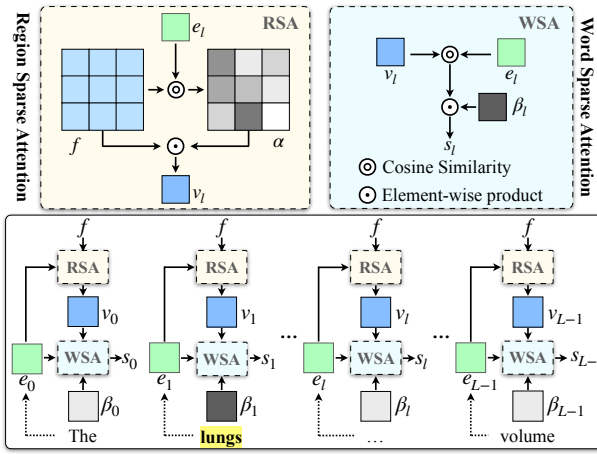 Region Sparse Attention
RSA
e_l
f
α
v_l
WSA
v_l
e_l
β_l
s_l
Cosine Similarity
Element-wise product
Word Sparse Attention
f
f
f
f
RSA
RSA
RSA
RSA
v_0
v_1
v_l
v_{L-1}
... ...
WSA
s_0
WSA
s_1
WSA
s_l
WSA
s_{L-
e_0
e_1
e_l
e_{L-1}
β_0
β_1
β_l
β_{L-1}
The
lungs
...
volume